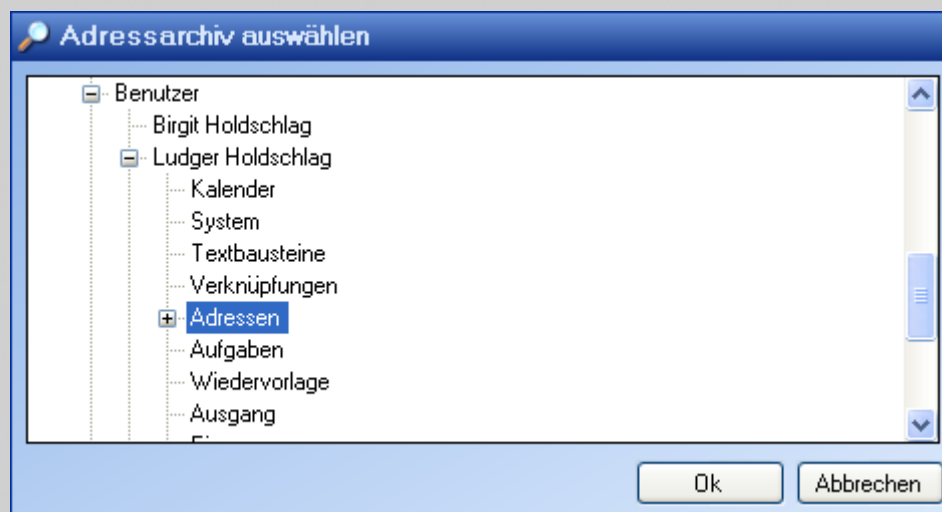 Adressarchiv auswählen
Benutzer
Birgit Holdschlag
Ludger Holdschlag
Kalender
System
Textbausteine
Verknüpfungen
Adressen
Aufgaben
Wiedervorlage
Ausgang
Ok
Abbrechen